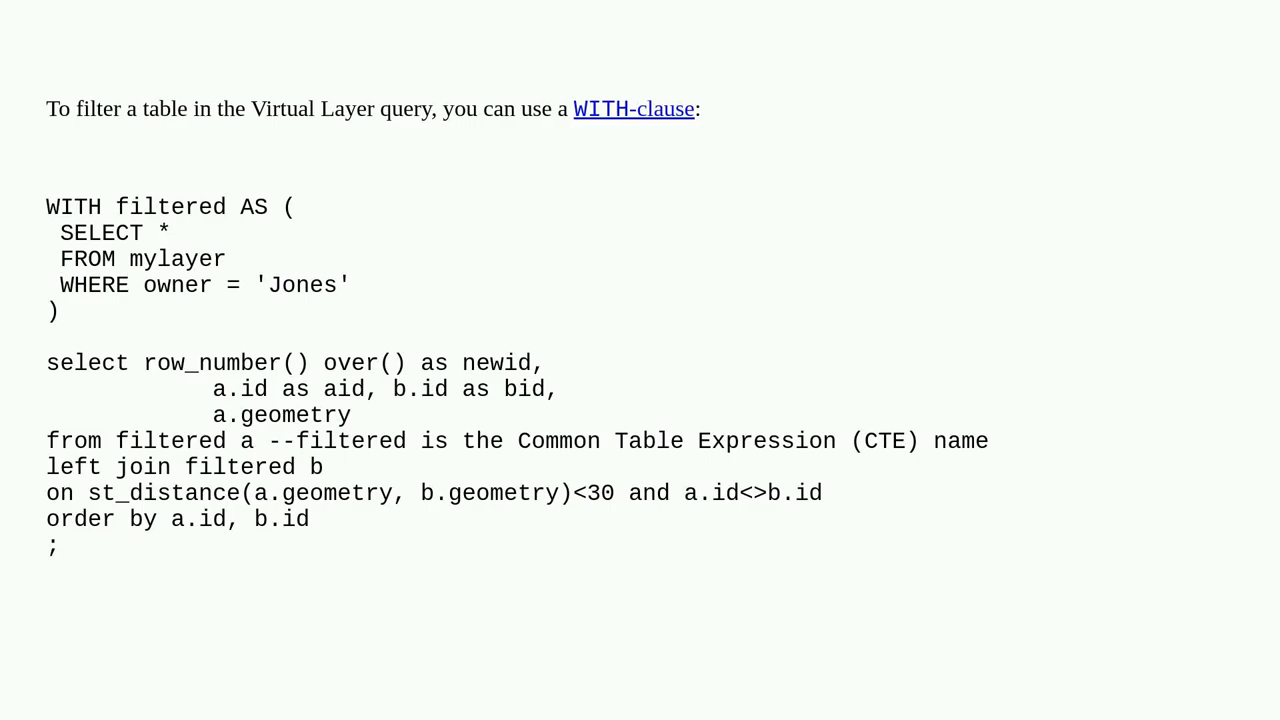 To filter a table in the Virtual Layer query, you can use a WITH-clause:
WITH filtered AS (
 SELECT *
 FROM mylayer
 WHERE owner = 'Jones'
)
select row_number() over() as newid,
            a.id as aid, b.id as bid,
            a.geometry
from filtered a --filtered is the Common Table Expression (CTE) name
left join filtered b
on st_distance(a.geometry, b.geometry)<30 and a.id<>b.id
order by a.id, b.id
;